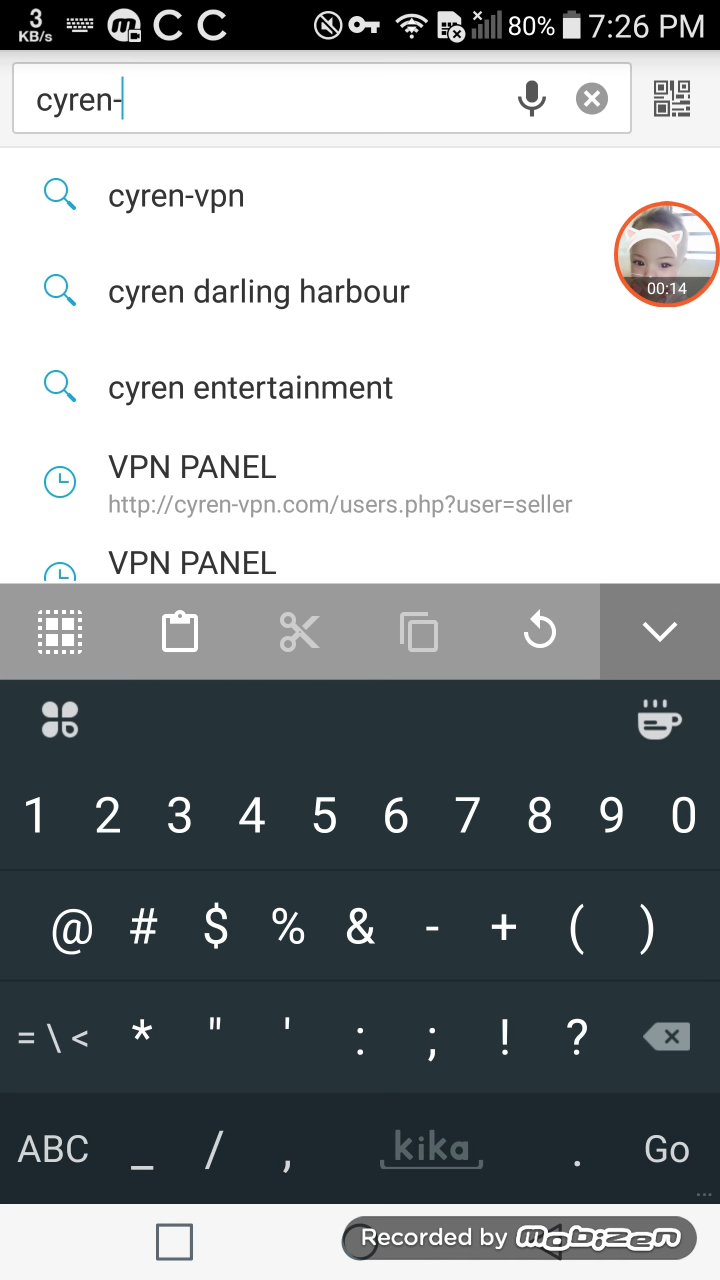 3
KB/s
80%
7:26 PM
cyren-
cyren-vpn
00:14
cyren darling harbour
cyren entertainment
VPN PANEL
http://cyren-vpn.com/users.php?user=seller
VPN PANEL
1 2 3 4 5 6 7 8 9 0
@ # $ % & - + ( )
= \ < * " ' : ; ! ?
ABC _ / , kika . Go
Recorded by mobizen